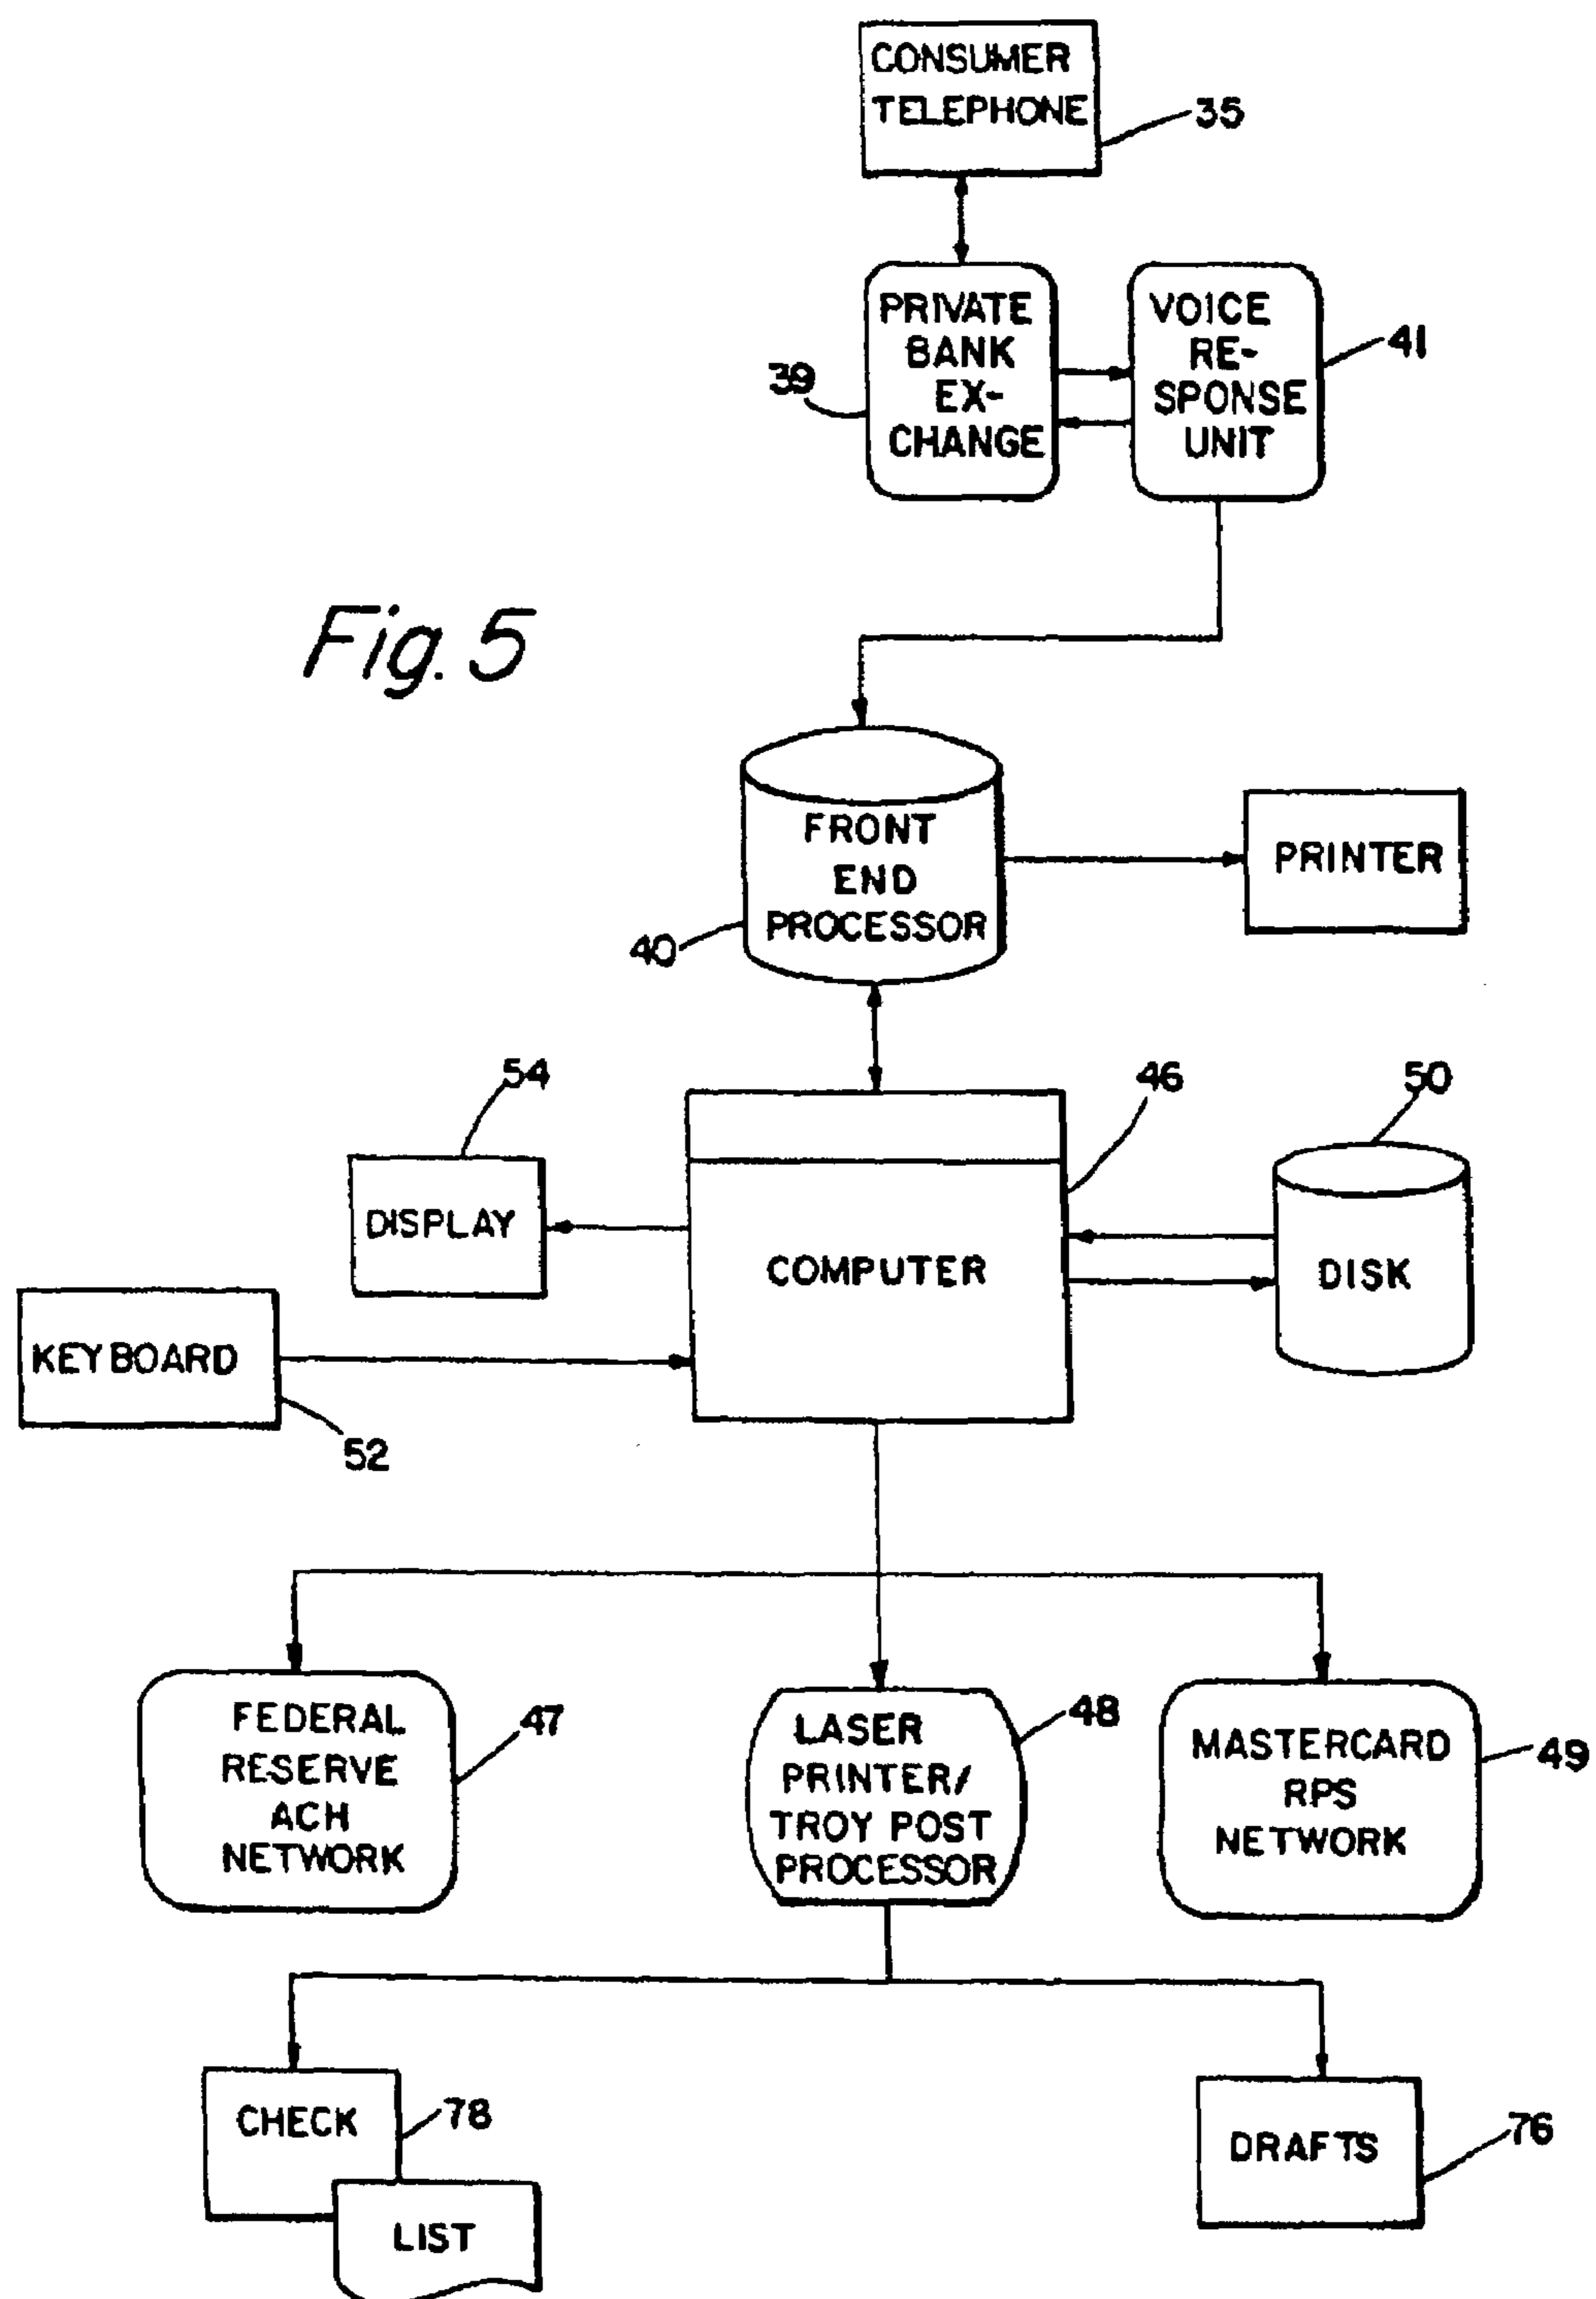 CONSUMER
TELEPHONE
35
PRIVATE
BANK
EX-
CHANGE
39
VOICE
RE-
SPONSE
UNIT
41
Fig. 5
FRONT
END
PROCESSOR
40
PRINTER
54
46
50
DISPLAY
COMPUTER
DISK
KEYBOARD
52
FEDERAL
RESERVE
ACH
NETWORK
47
LASER
PRINTER/
TROY POST
PROCESSOR
48
MASTERCARD
RPS
NETWORK
49
CHECK
78
LIST
DRAFTS
76